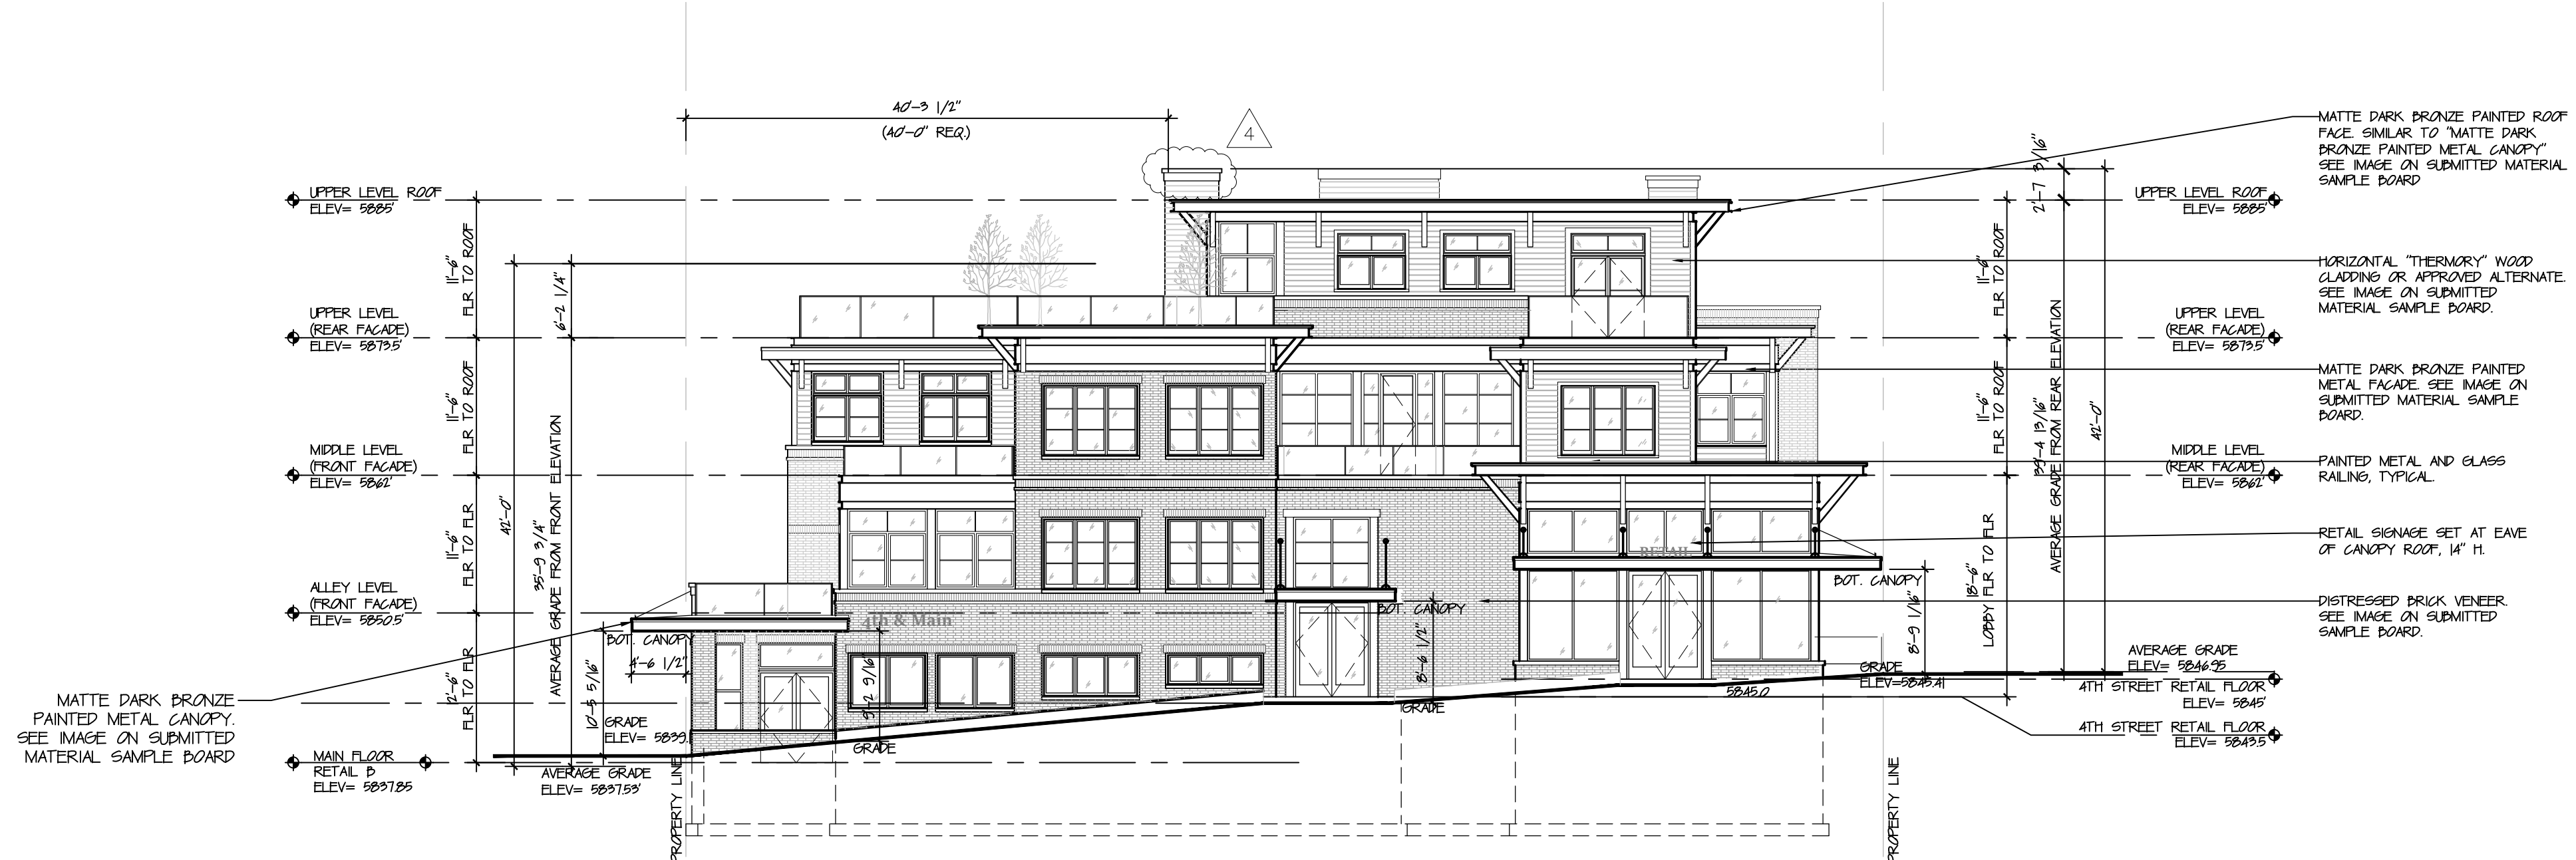 40'-3 1/2"
(40'-0" REQ.)
4
UPPER LEVEL ROOF
ELEV= 5885'
UPPER LEVEL
(REAR FACADE)
ELEV= 5873.5'
MIDDLE LEVEL
(FRONT FACADE)
ELEV= 5862'
ALLEY LEVEL
(FRONT FACADE)
ELEV= 5850.5'
MAIN FLOOR
RETAIL B
ELEV= 5837.85
11'-6"
FLR TO ROOF
11'-6"
FLR TO ROOF
11'-6"
FLR TO FLR
FLR TO FLR
42'-0"
6'-2 1/4"
35'-9 3/4"
AVERAGE GRADE FROM FRONT ELEVATION
10'-5 5/16"
BOT. CANOPY
4'-6 1/2"
GRADE
AVERAGE GRADE
ELEV= 5837.53'
MATTE DARK BRONZE
PAINTED METAL CANOPY.
SEE IMAGE ON SUBMITTED
MATERIAL SAMPLE BOARD
PROPERTY LINE
4th & Main
9'-2 9/16"
GRADE
BOT. CANOPY
8'-6 1/2"
GRADE
RETAIL
5845.0
BOT. CANOPY
8'-9 1/16"
GRADE
ELEV=5845.41
PROPERTY LINE
2'-7 3/16"
11'-6"
FLR TO ROOF
11'-6"
FLR TO ROOF
18'-6"
LOBBY FLR TO FLR
39'-4 13/16"
AVERAGE GRADE FROM REAR ELEVATION
42'-0"
UPPER LEVEL ROOF
ELEV= 5885'
UPPER LEVEL
(REAR FACADE)
ELEV= 5873.5'
MIDDLE LEVEL
(REAR FACADE)
ELEV= 5862'
AVERAGE GRADE
ELEV= 5846.95
4TH STREET RETAIL FLOOR
ELEV= 5845'
4TH STREET RETAIL FLOOR
ELEV= 5843.5
MATTE DARK BRONZE PAINTED ROOF
FACE. SIMILAR TO "MATTE DARK
BRONZE PAINTED METAL CANOPY"
SEE IMAGE ON SUBMITTED MATERIAL
SAMPLE BOARD
HORIZONTAL "THERMORY" WOOD
CLADDING OR APPROVED ALTERNATE.
SEE IMAGE ON SUBMITTED
MATERIAL SAMPLE BOARD.
MATTE DARK BRONZE PAINTED
METAL FACADE. SEE IMAGE ON
SUBMITTED MATERIAL SAMPLE
BOARD.
PAINTED METAL AND GLASS
RAILING, TYPICAL.
RETAIL SIGNAGE SET AT EAVE
OF CANOPY ROOF, 14" H.
DISTRESSED BRICK VENEER.
SEE IMAGE ON SUBMITTED
SAMPLE BOARD.